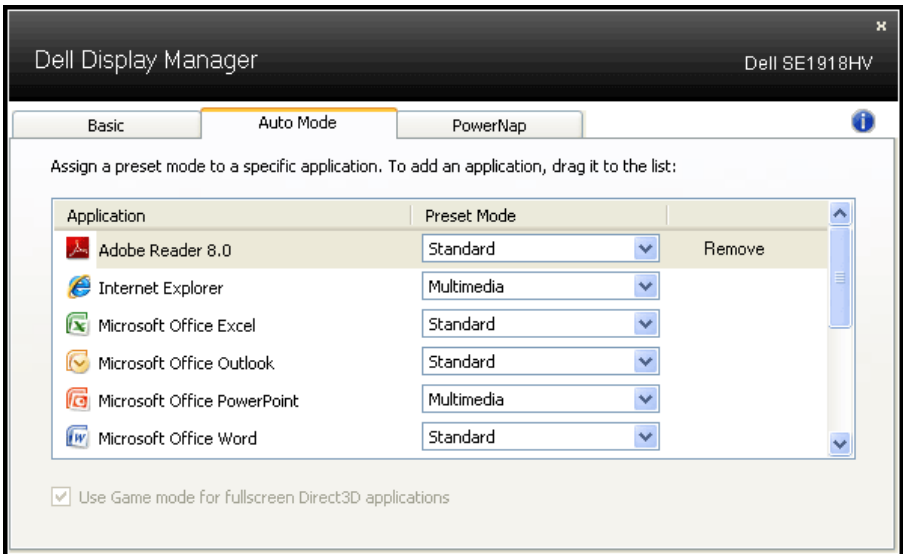 x
Dell Display Manager
Dell SE1918HV
Basic
Auto Mode
PowerNap
i
Assign a preset mode to a specific application. To add an application, drag it to the list:
Application Preset Mode
Adobe Reader 8.0 Standard Remove
Internet Explorer Multimedia
Microsoft Office Excel Standard
Microsoft Office Outlook Standard
Microsoft Office PowerPoint Multimedia
Microsoft Office Word Standard
Use Game mode for fullscreen Direct3D applications